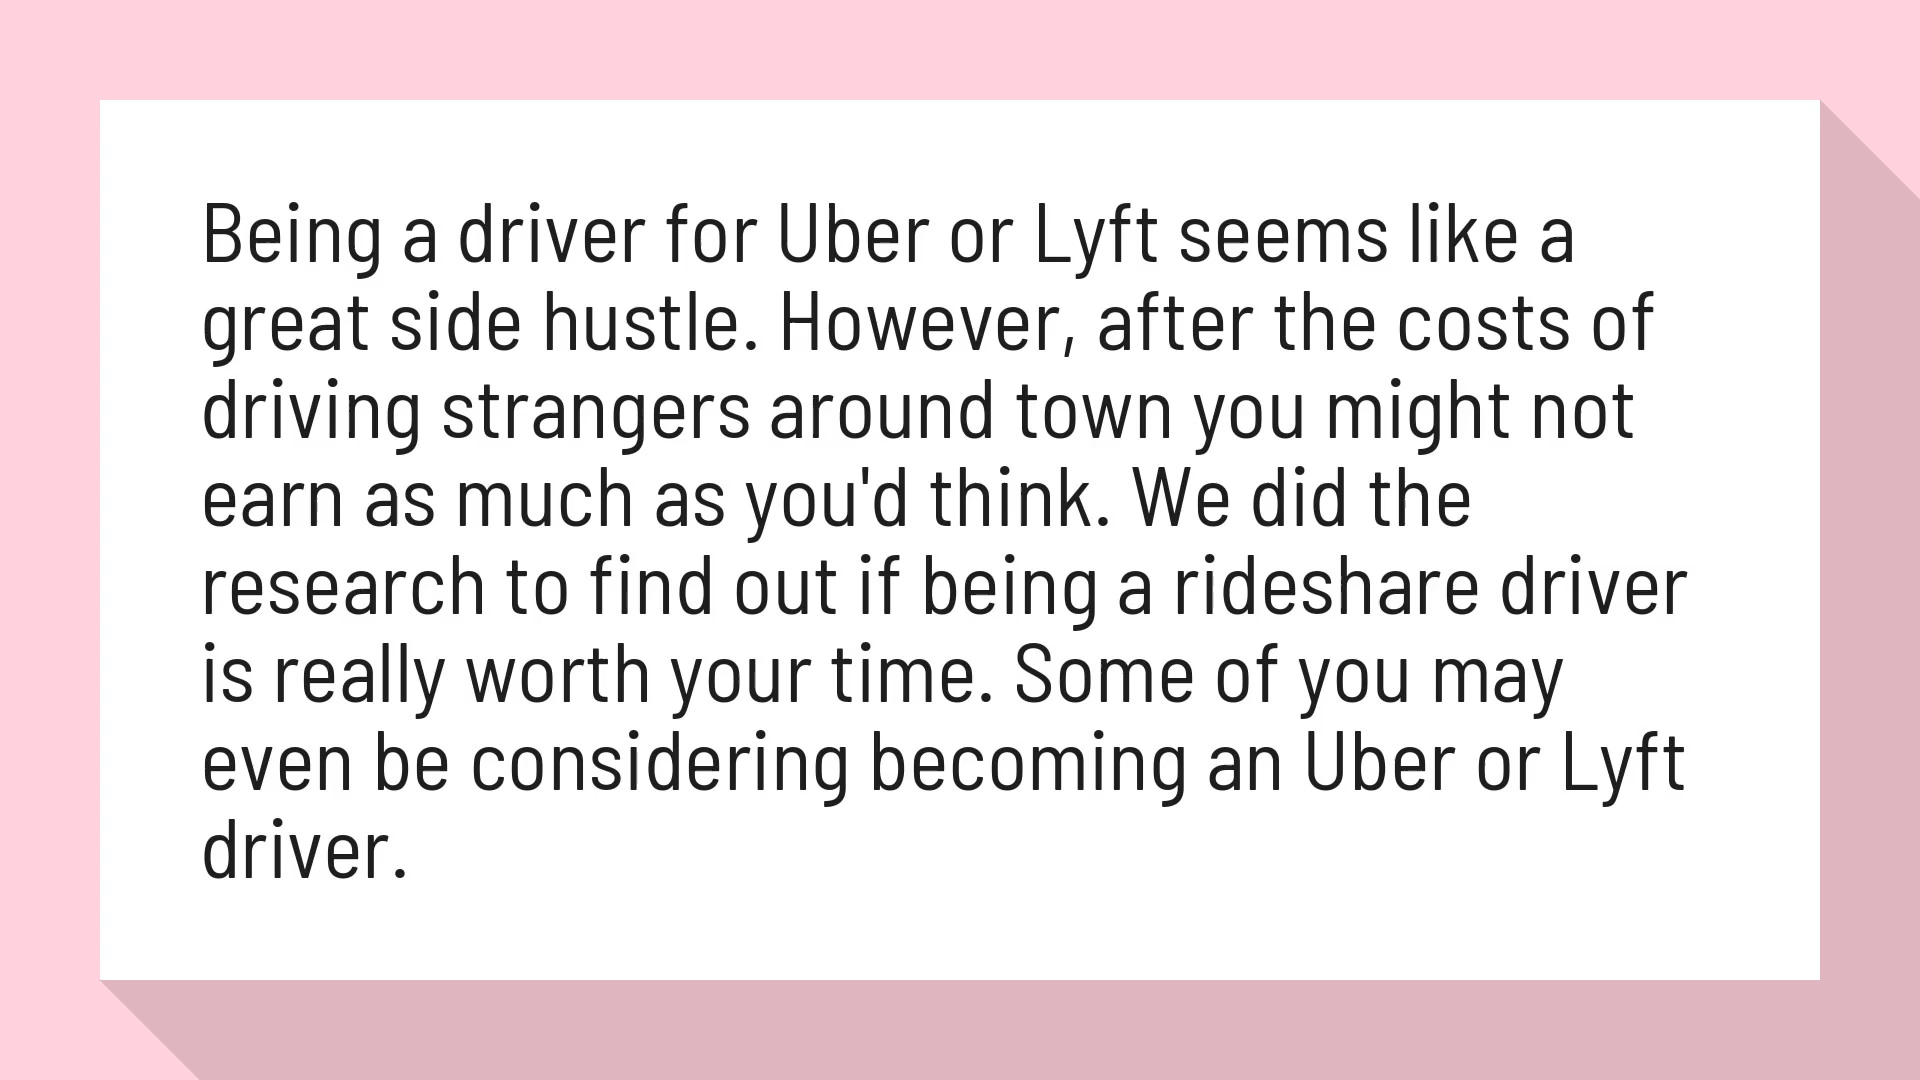 Being a driver for Uber or Lyft seems like a
great side hustle. However, after the costs of
driving strangers around town you might not
earn as much as you'd think. We did the
research to find out if being a rideshare driver
is really worth your time. Some of you may
even be considering becoming an Uber or Lyft
driver.